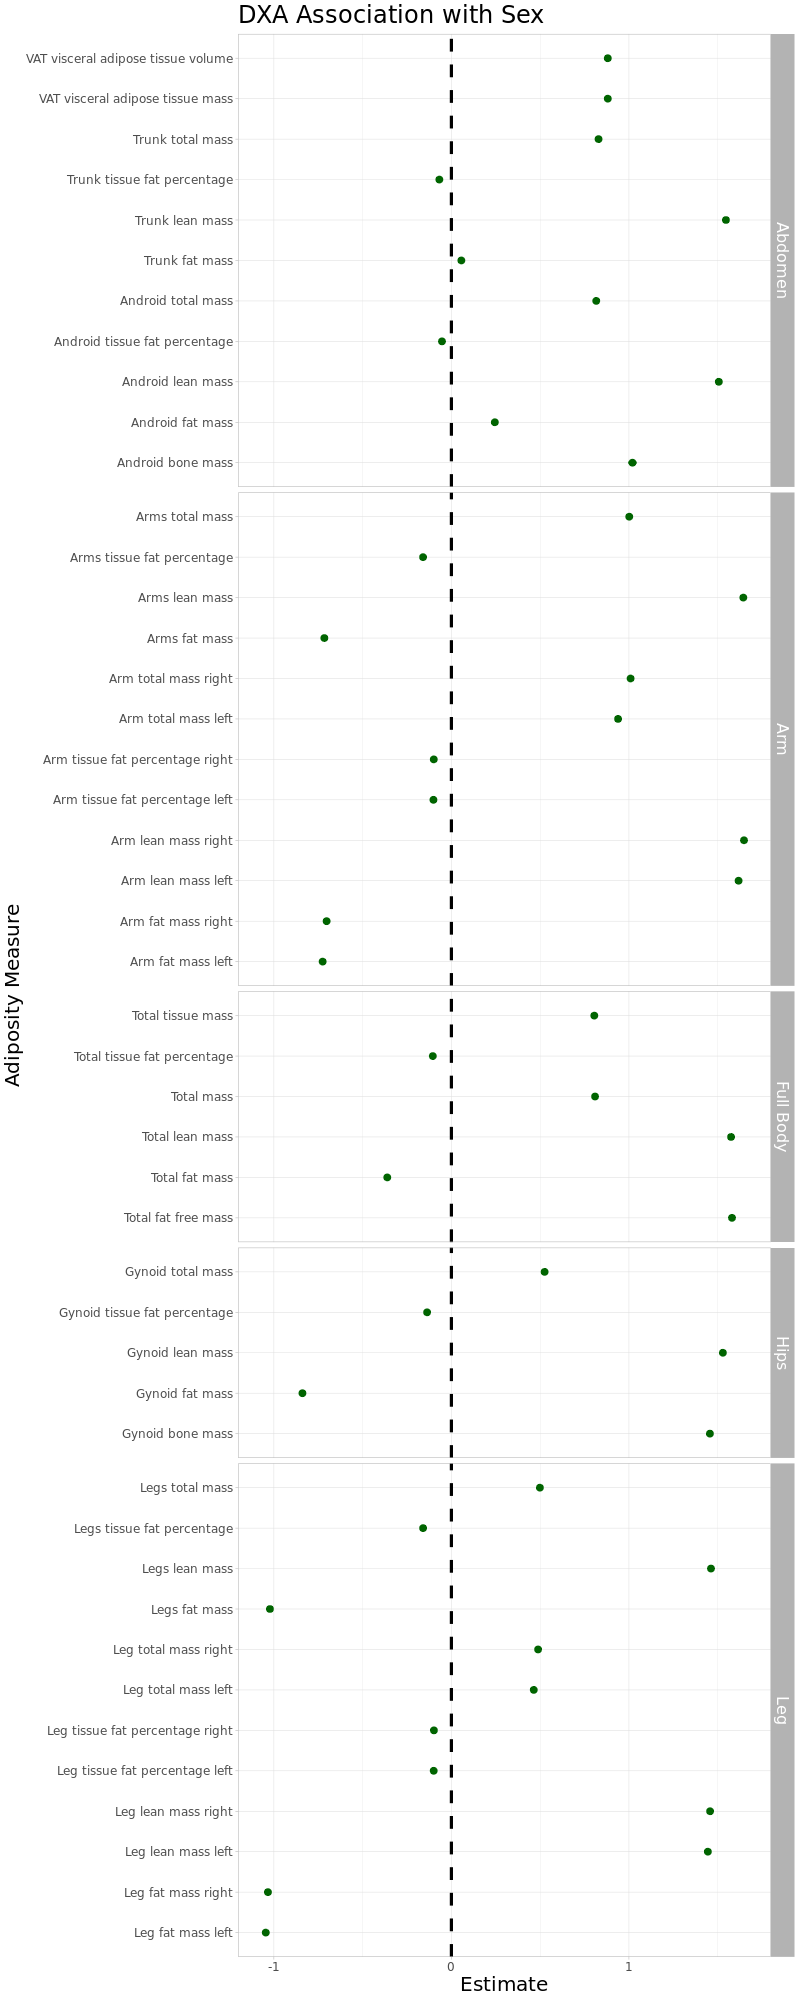 DXA Association with Sex
Adiposity Measure
VAT visceral adipose tissue volume
VAT visceral adipose tissue mass
Trunk total mass
Trunk tissue fat percentage
Trunk lean mass
Trunk fat mass
Android total mass
Android tissue fat percentage
Android lean mass
Android fat mass
Android bone mass
Abdomen
Arms total mass
Arms tissue fat percentage
Arms lean mass
Arms fat mass
Arm total mass right
Arm total mass left
Arm tissue fat percentage right
Arm tissue fat percentage left
Arm lean mass right
Arm lean mass left
Arm fat mass right
Arm fat mass left
Arm
Total tissue mass
Total tissue fat percentage
Total mass
Total lean mass
Total fat mass
Total fat free mass
Full Body
Gynoid total mass
Gynoid tissue fat percentage
Gynoid lean mass
Gynoid fat mass
Gynoid bone mass
Hips
Legs total mass
Legs tissue fat percentage
Legs lean mass
Legs fat mass
Leg total mass right
Leg total mass left
Leg tissue fat percentage right
Leg tissue fat percentage left
Leg lean mass right
Leg lean mass left
Leg fat mass right
Leg fat mass left
Leg
-1 0 1
Estimate